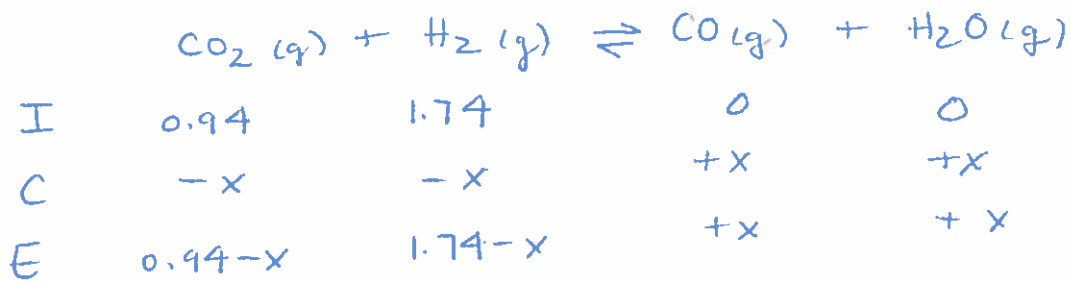 CO2 (g) + H2 (g) ⇌ CO (g) + H2O (g)
I 0.94 1.74 0 0
C - x - x + x + x
E 0.94 - x 1.74 - x + x + x